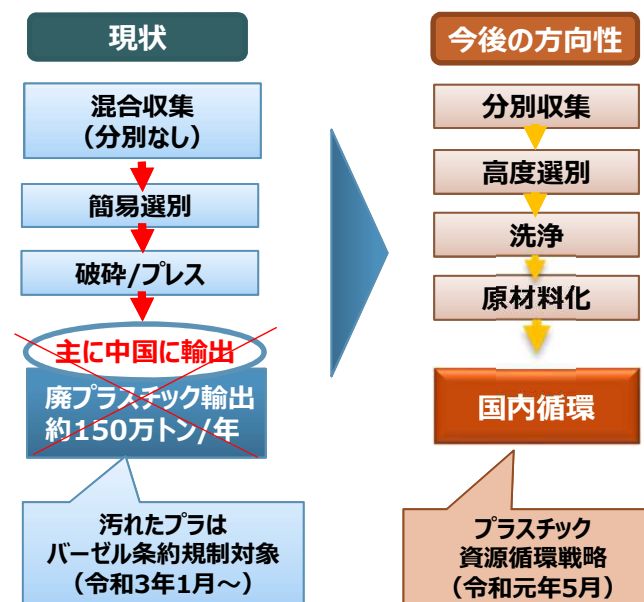 現状
混合収集
（分別なし）
簡易選別
破砕/プレス
主に中国に輸出
廃プラスチック輸出
約150万トン/年
汚れたプラは
バーゼル条約規制対象
（令和3年1月～）
今後の方向性
分別収集
高度選別
洗浄
原材料化
国内循環
プラスチック
資源循環戦略
（令和元年5月）